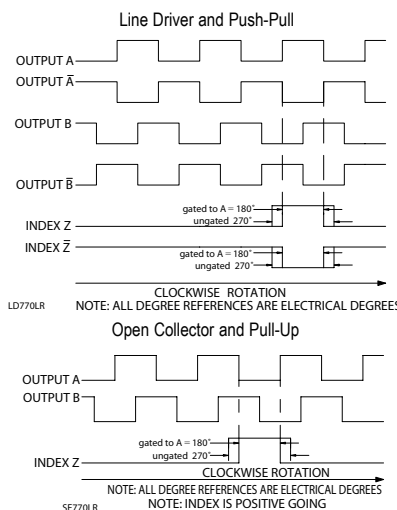 Line Driver and Push-Pull
OUTPUT A
OUTPUT A̅
OUTPUT B
OUTPUT B̅
gated to A = 180°
ungated 270°
INDEX Z
INDEX Z̅
gated to A = 180°
ungated 270°
CLOCKWISE ROTATION
LD770LR
NOTE: ALL DEGREE REFERENCES ARE ELECTRICAL DEGREES
Open Collector and Pull-Up
OUTPUT A
OUTPUT B
gated to A = 180°
ungated 270°
INDEX Z
CLOCKWISE ROTATION
NOTE: ALL DEGREE REFERENCES ARE ELECTRICAL DEGREES
SE770LR
NOTE: INDEX IS POSITIVE GOING